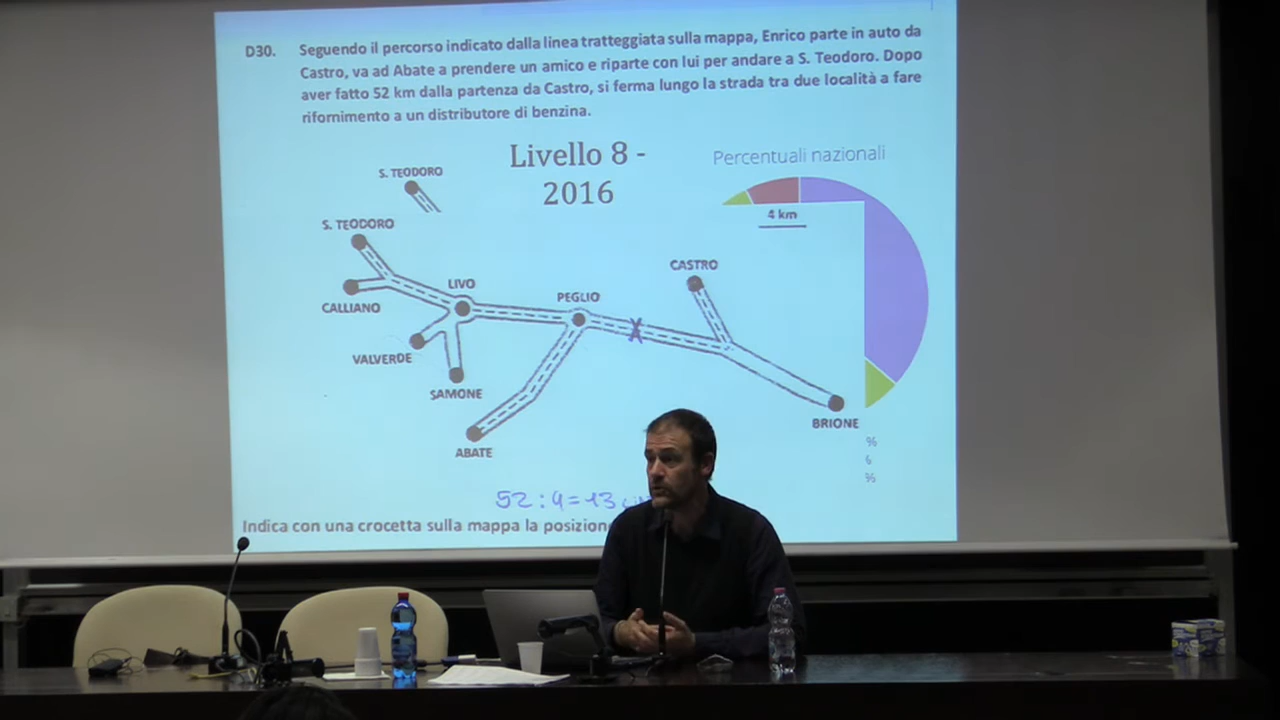 D30. Seguendo il percorso indicato dalla linea tratteggiata sulla mappa, Enrico parte in auto da
Castro, va ad Abate a prendere un amico e riparte con lui per andare a S. Teodoro. Dopo
aver fatto 52 km dalla partenza da Castro, si ferma lungo la strada tra due località a fare
rifornimento a un distributore di benzina.
Livello 8 -
2016
Percentuali nazionali
S. TEODORO
4 km
S. TEODORO
CASTRO
LIVO
PEGLIO
CALLIANO
VALVERDE
SAMONE
BRIONE
ABATE
%
6
%
52:4=13
Indica con una crocetta sulla mappa la